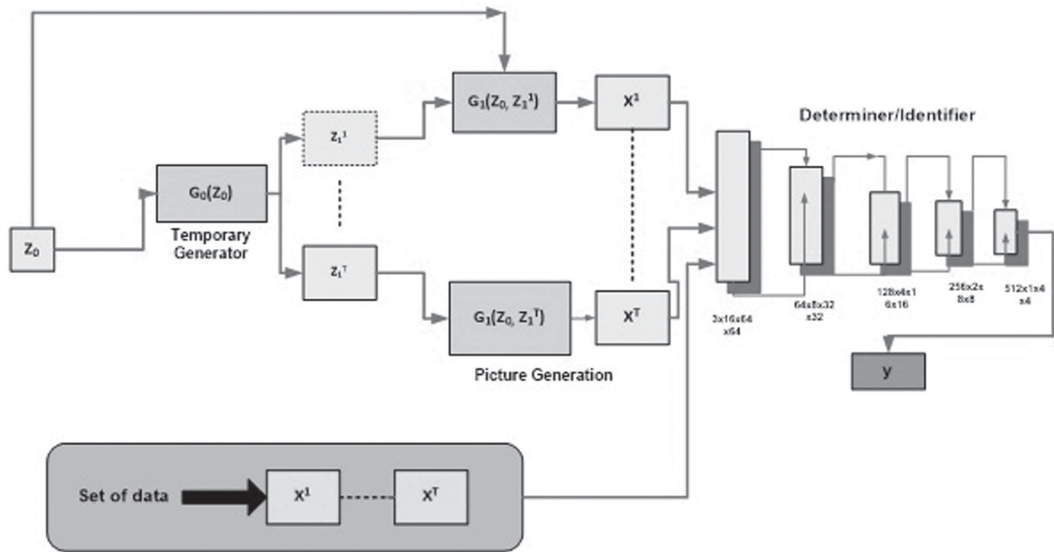 G₁(Z₀, Z₁¹)
X¹
Determiner/Identifier
Z₁¹
G₀(Z₀)
Temporary
Generator
Z₀
Z₁ᵀ
G₁(Z₀, Z₁ᵀ)
Xᵀ
Picture Generation
3x16x64
x64
64x8x32
x32
128x4x1
6x16
256x2x
8x8
512x1x4
x4
y
Set of data
X¹
Xᵀ